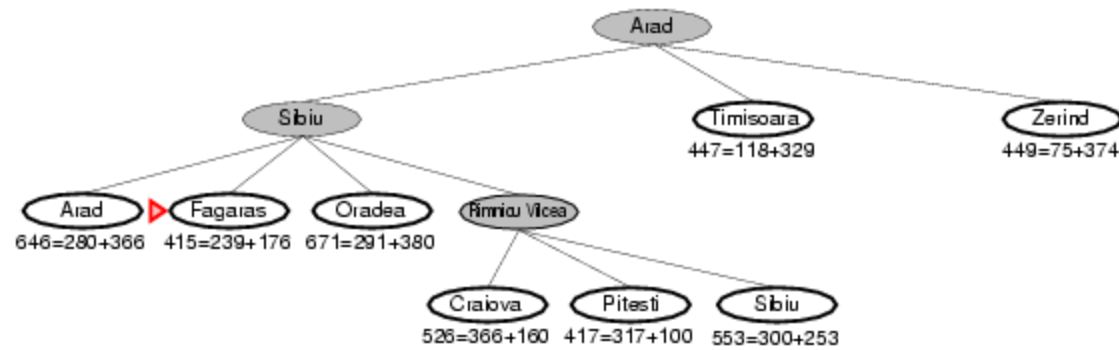 Arad
Sibiu
Timisoara
Zerind
447=118+329
449=75+374
Arad
Fagaras
Oradea
Rimnicu Vilcea
646=280+366
415=239+176
671=291+380
Craiova
Pitesti
Sibiu
526=366+160
417=317+100
553=300+253